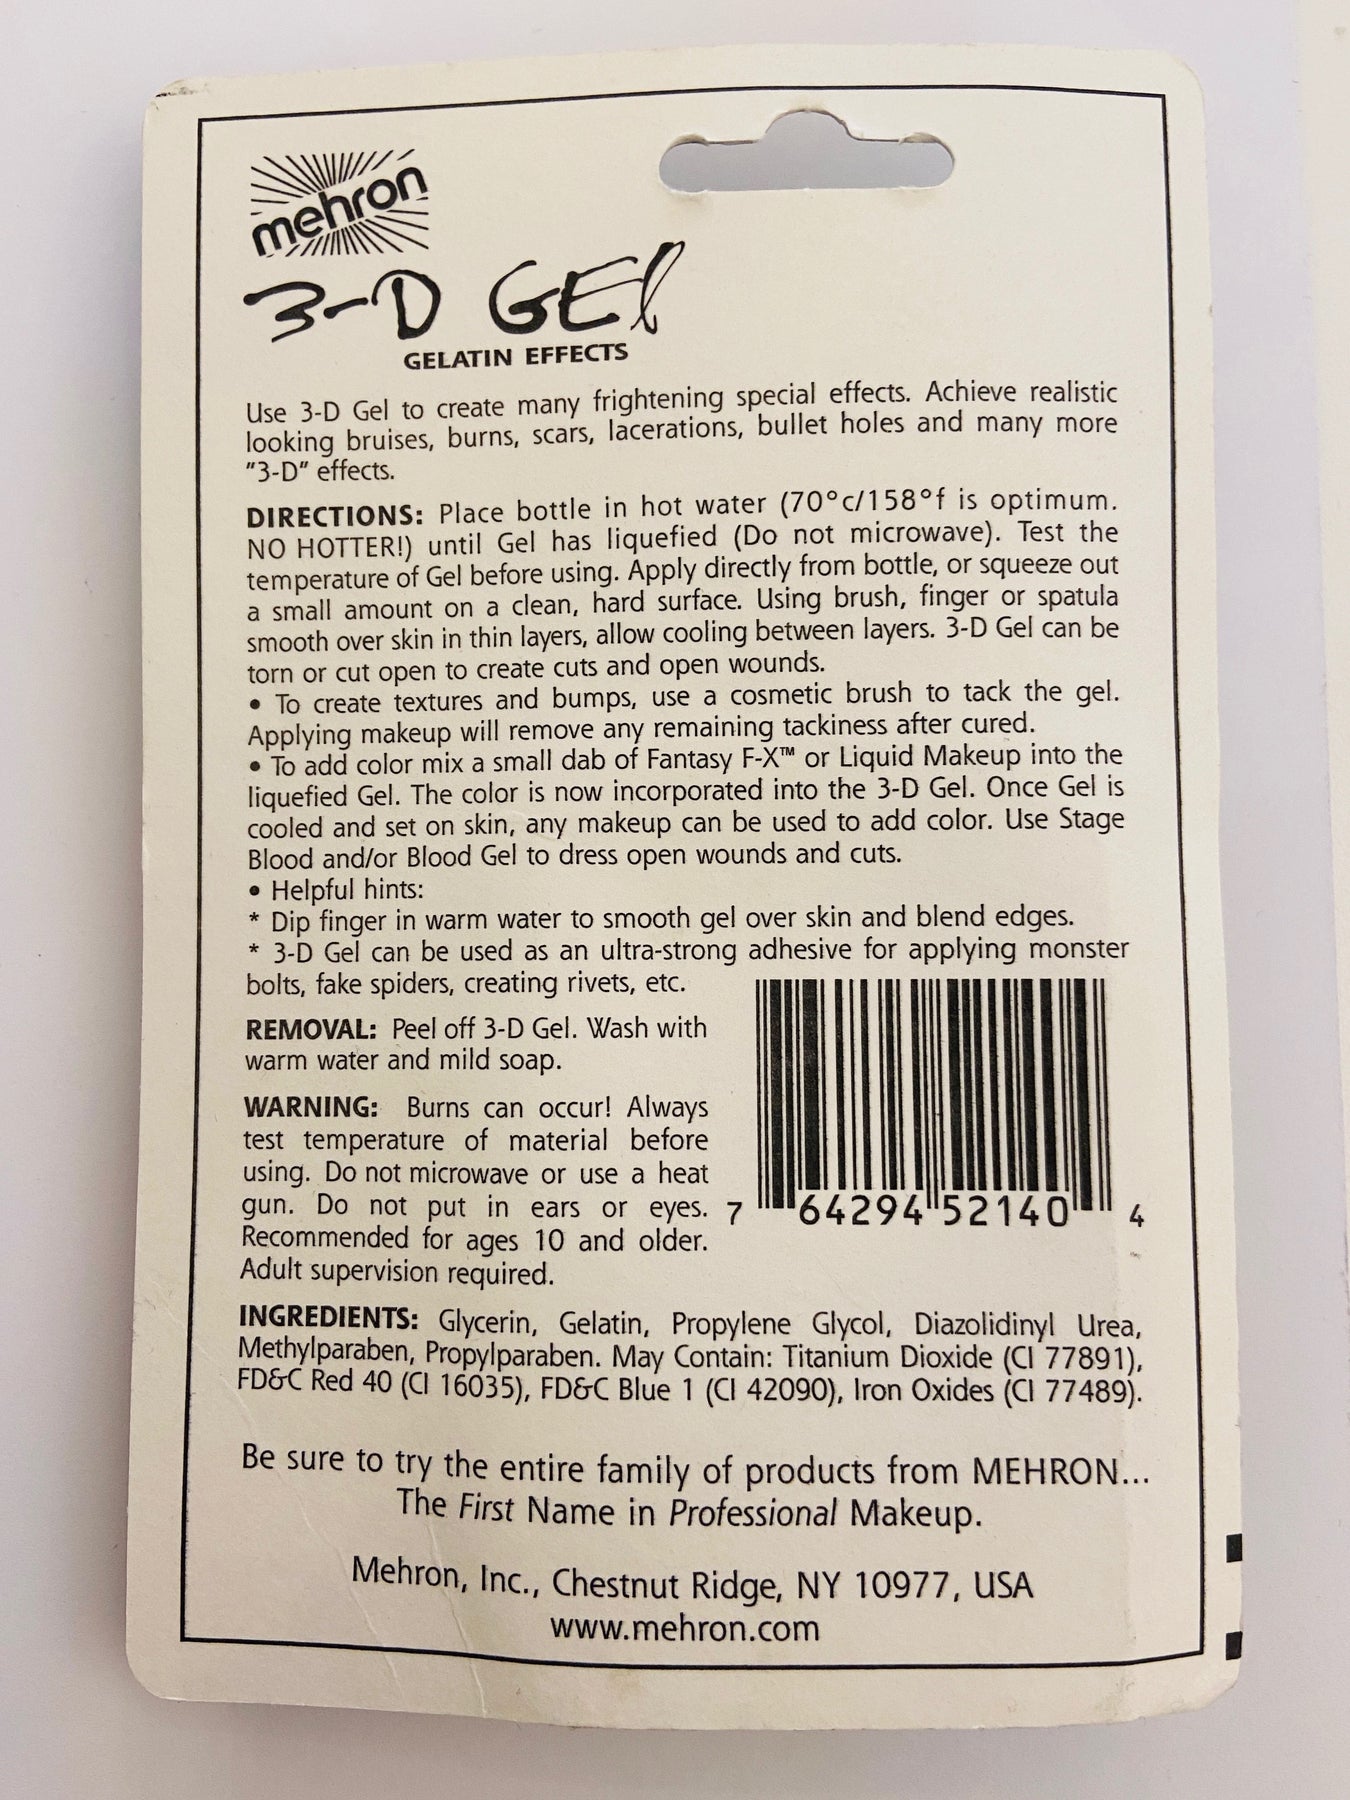 mehron
3-D GEl
GELATIN EFFECTS
Use 3-D Gel to create many frightening special effects. Achieve realistic
looking bruises, burns, scars, lacerations, bullet holes and many more
"3-D" effects.
DIRECTIONS: Place bottle in hot water (70°c/158°f is optimum.
NO HOTTER!) until Gel has liquefied (Do not microwave). Test the
temperature of Gel before using. Apply directly from bottle, or squeeze out
a small amount on a clean, hard surface. Using brush, finger or spatula
smooth over skin in thin layers, allow cooling between layers. 3-D Gel can be
torn or cut open to create cuts and open wounds.
• To create textures and bumps, use a cosmetic brush to tack the gel.
Applying makeup will remove any remaining tackiness after cured.
• To add color mix a small dab of Fantasy F-X™ or Liquid Makeup into the
liquefied Gel. The color is now incorporated into the 3-D Gel. Once Gel is
cooled and set on skin, any makeup can be used to add color. Use Stage
Blood and/or Blood Gel to dress open wounds and cuts.
• Helpful hints:
* Dip finger in warm water to smooth gel over skin and blend edges.
* 3-D Gel can be used as an ultra-strong adhesive for applying monster
bolts, fake spiders, creating rivets, etc.
REMOVAL: Peel off 3-D Gel. Wash with
warm water and mild soap.
WARNING: Burns can occur! Always
test temperature of material before
using. Do not microwave or use a heat
gun. Do not put in ears or eyes.
Recommended for ages 10 and older.
Adult supervision required.
7 64294 52140 4
INGREDIENTS: Glycerin, Gelatin, Propylene Glycol, Diazolidinyl Urea,
Methylparaben, Propylparaben. May Contain: Titanium Dioxide (CI 77891),
FD&C Red 40 (CI 16035), FD&C Blue 1 (CI 42090), Iron Oxides (CI 77489).
Be sure to try the entire family of products from MEHRON...
The First Name in Professional Makeup.
Mehron, Inc., Chestnut Ridge, NY 10977, USA
www.mehron.com